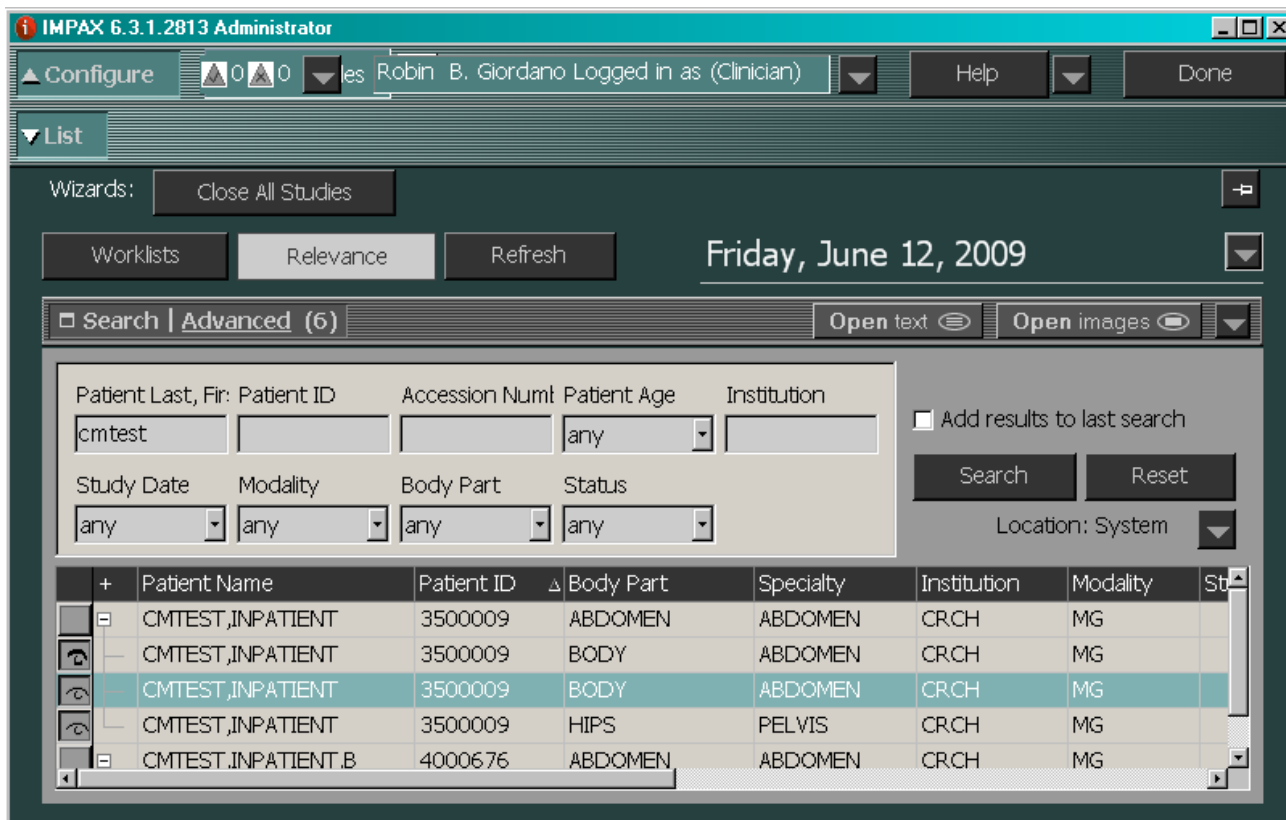 IMPAX 6.3.1.2813 Administrator
Configure 0 0 les Robin B. Giordano Logged in as (Clinician) Help Done
List
Wizards: Close All Studies
Worklists Relevance Refresh Friday, June 12, 2009
Search | Advanced (6) Open text Open images
Patient Last, Fir: Patient ID Accession Numb Patient Age Institution
cmtest any
Add results to last search
Study Date Modality Body Part Status
any any any any
Search Reset
Location: System
+ Patient Name Patient ID Body Part Specialty Institution Modality St
CMTEST,INPATIENT 3500009 ABDOMEN ABDOMEN CRCH MG
CMTEST,INPATIENT 3500009 BODY ABDOMEN CRCH MG
CMTEST,INPATIENT 3500009 BODY ABDOMEN CRCH MG
CMTEST,INPATIENT 3500009 HIPS PELVIS CRCH MG
CMTEST,INPATIENT,B 4000676 ABDOMEN ABDOMEN CRCH MG